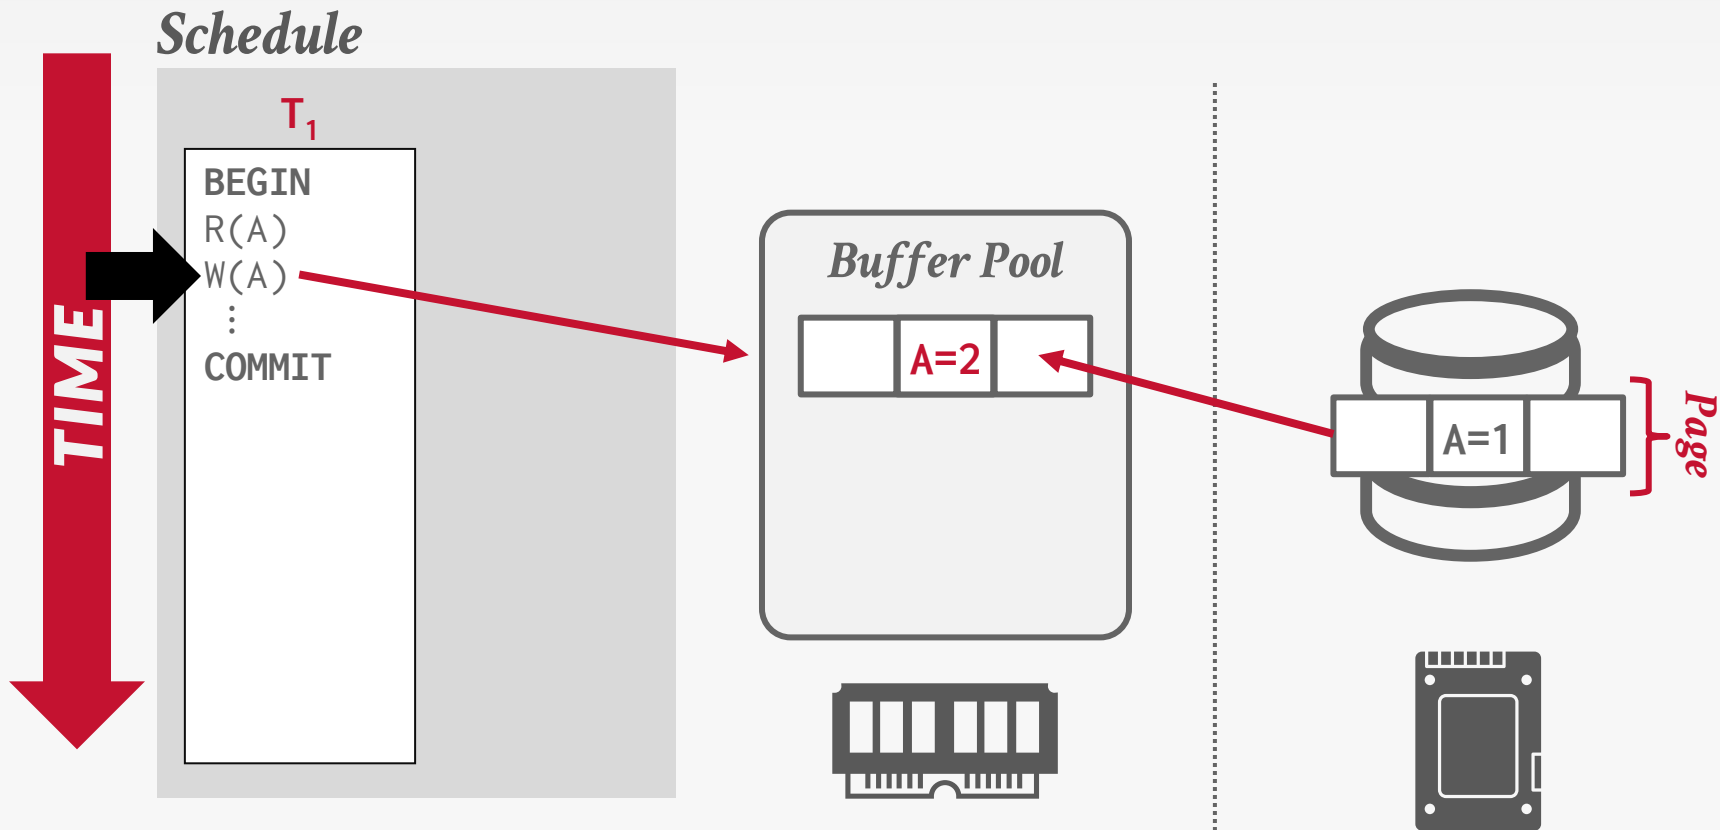 Schedule
TIME
T1
BEGIN
R(A)
W(A)
⋮
COMMIT
Buffer Pool
A=2
A=1
Page